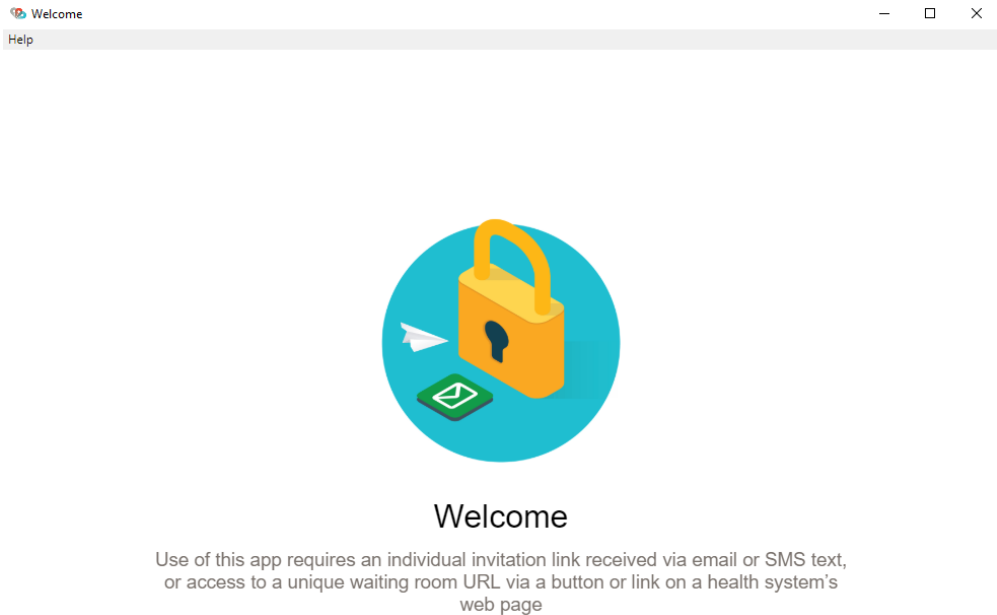 Welcome
Help
Welcome
Use of this app requires an individual invitation link received via email or SMS text,
or access to a unique waiting room URL via a button or link on a health system's
web page